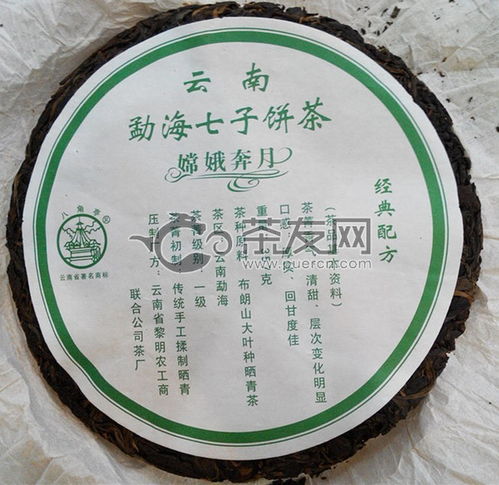 云南
勐海七子饼茶
嫦娥奔月
经典配方
(茶品 本资料)
茶 清甜、层次变化明显
口感 厚实、回甘度佳
重 克
茶种原料 布朗山大叶种晒青茶
茶区 云南勐海
茶 级别 一级
茶青初制 传统手工揉制晒青
压制 方:云南省黎明农工商
联合公司茶厂
八角亭
云南省著名商标
茶友网
www.puercn.com